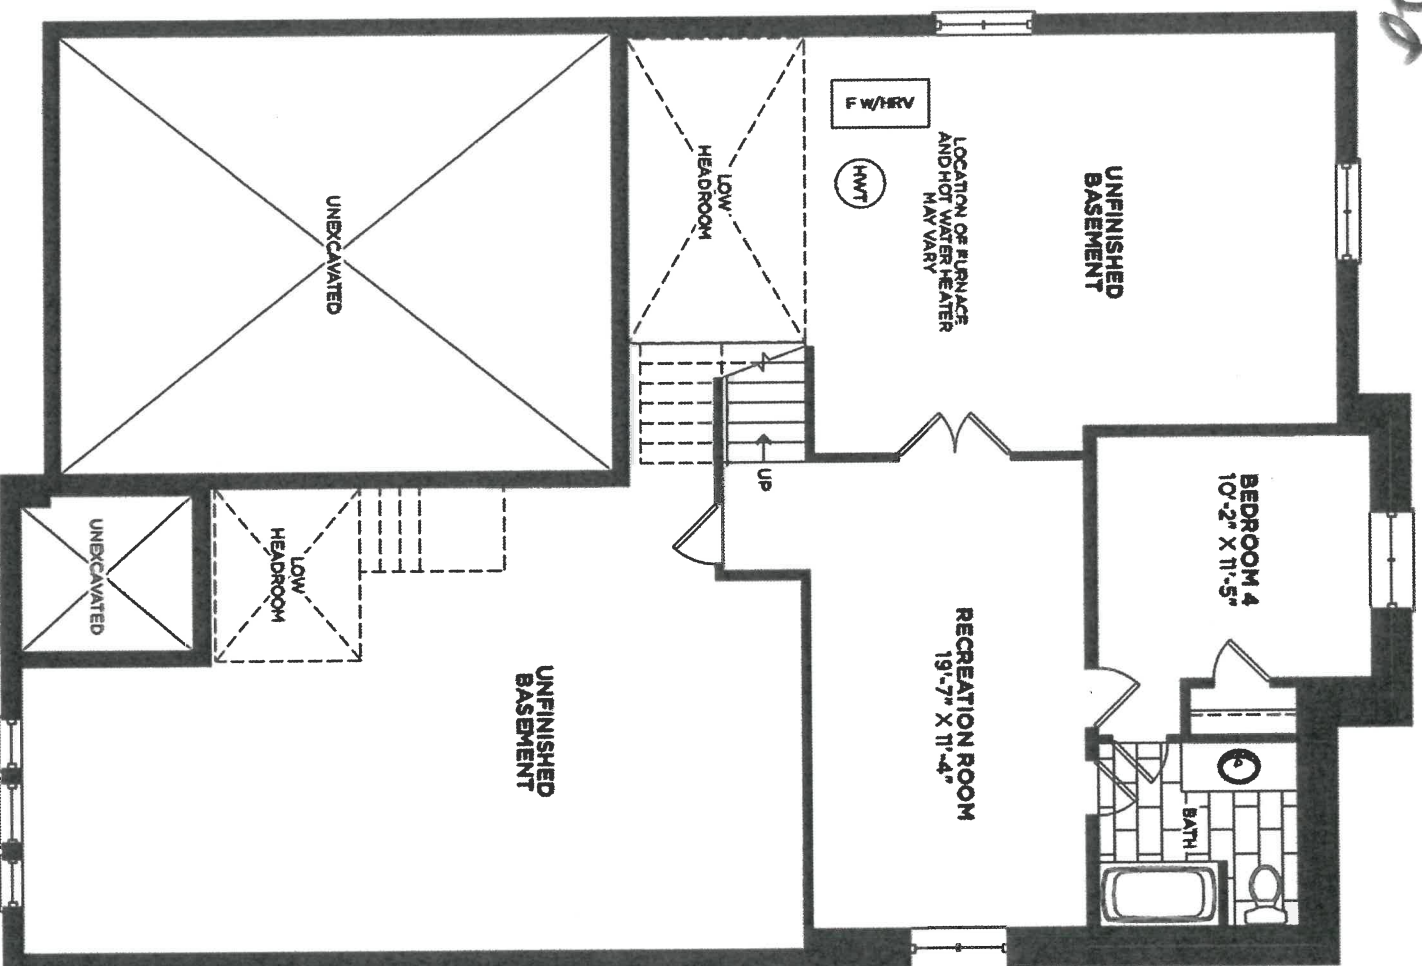 F w/HRV
HWT
LOCATION OF FURNACE
AND HOT WATER HEATER
MAY VARY
UNFINISHED
BASEMENT
LOW
HEADROOM
UNEXCAVATED
UP
BEDROOM 4
10'-2" X 11'-5"
UNEXCAVATED
LOW
HEADROOM
RECREATION ROOM
19'-7" X 11'-4"
UNFINISHED
BASEMENT
BATH